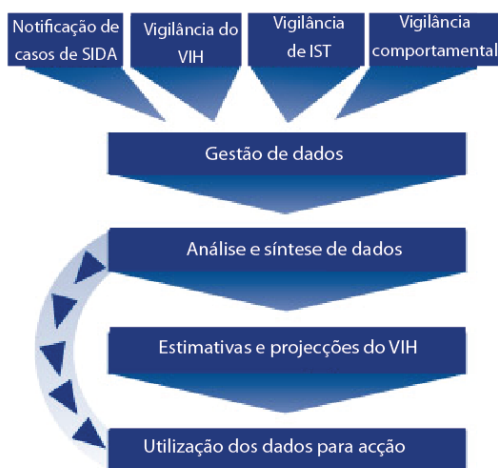 Notificação de
casos de SIDA
Vigilância do
VIH
Vigilância
de IST
Vigilância
comportamental
Gestão de dados
Análise e síntese de dados
Estimativas e projecções do VIH
Utilização dos dados para acção